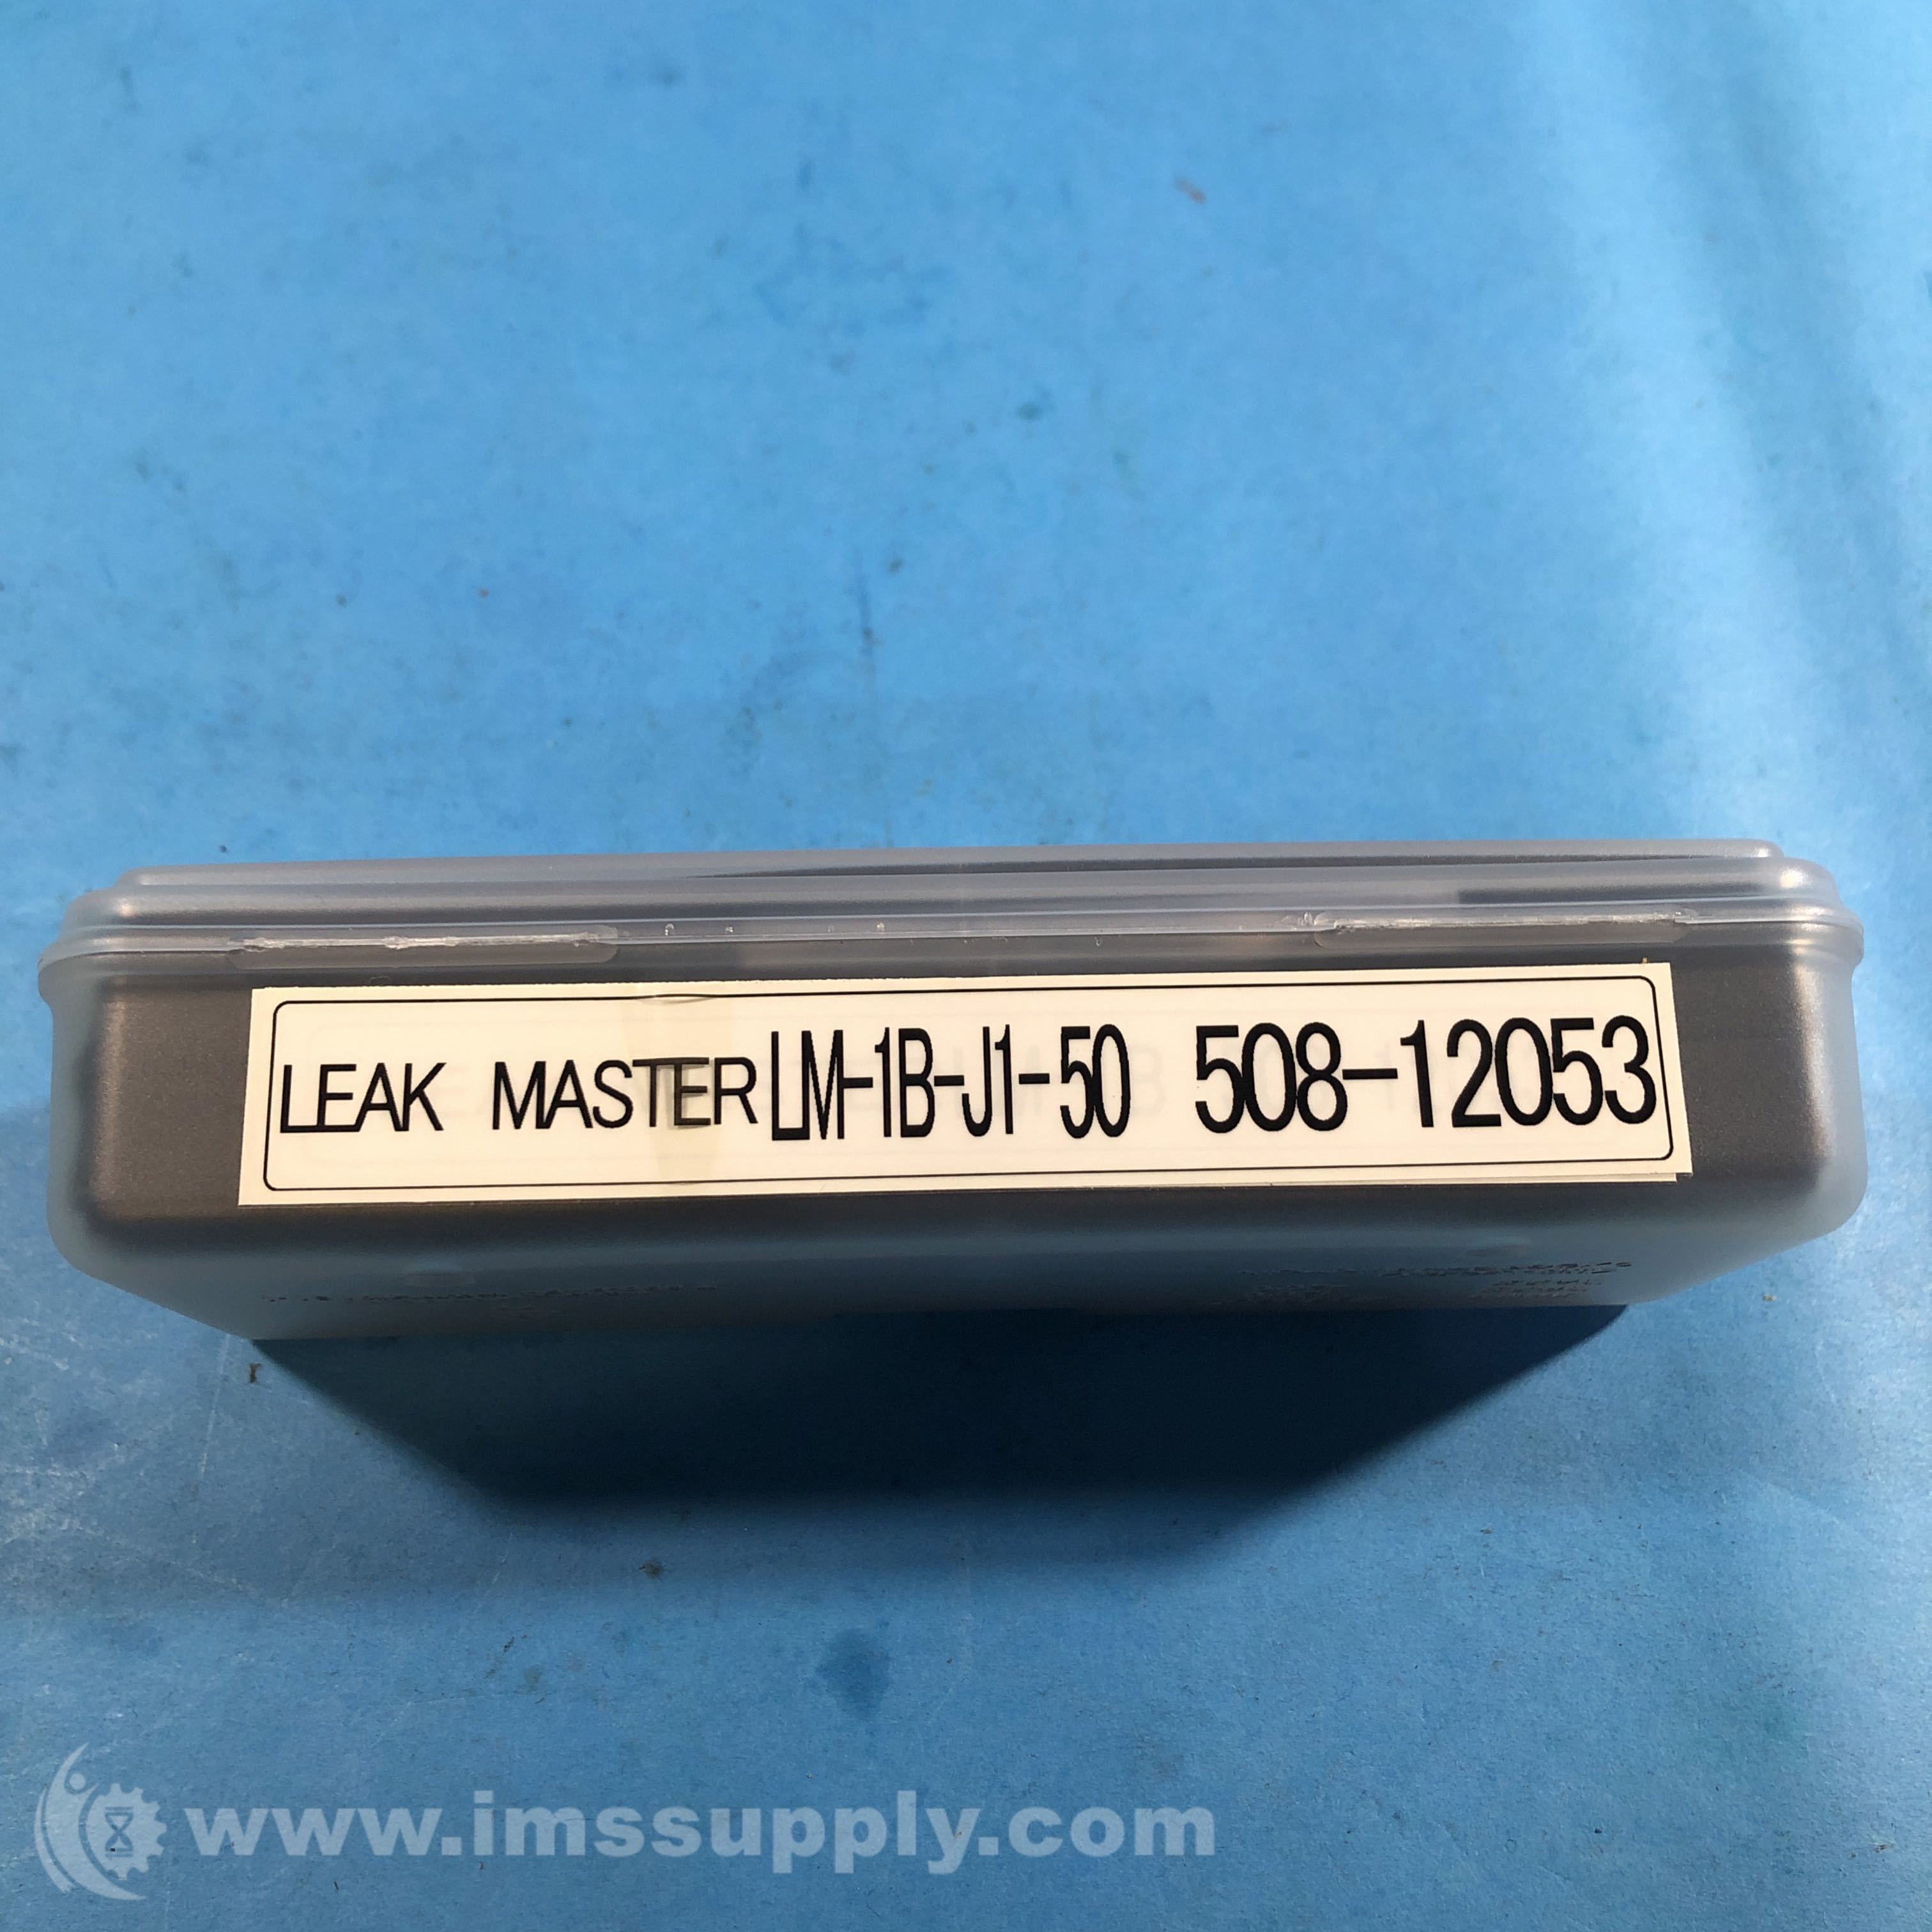 LEAK MASTER LM-1B-J1-50 508-12053
www.imssupply.com